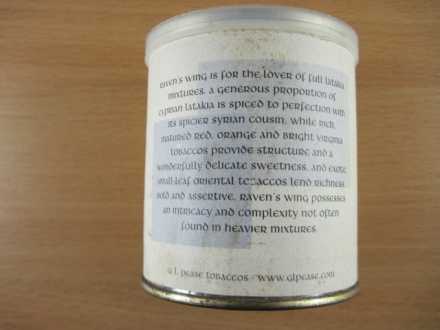 Raven's Wing is for the lover of full latakia
mixtures. A generous proportion of
Cyprian latakia is spiced to perfection with
its spicier Syrian cousin, while rich,
matured red, orange and bright virginia
tobaccos provide structure and a
wonderfully delicate sweetness, and exotic
small-leaf oriental tobaccos lend richness.
Bold and assertive, Raven's Wing possesses
an intricacy and complexity not often
found in heavier mixtures.
G.L. Pease Tobaccos / www.glpease.com